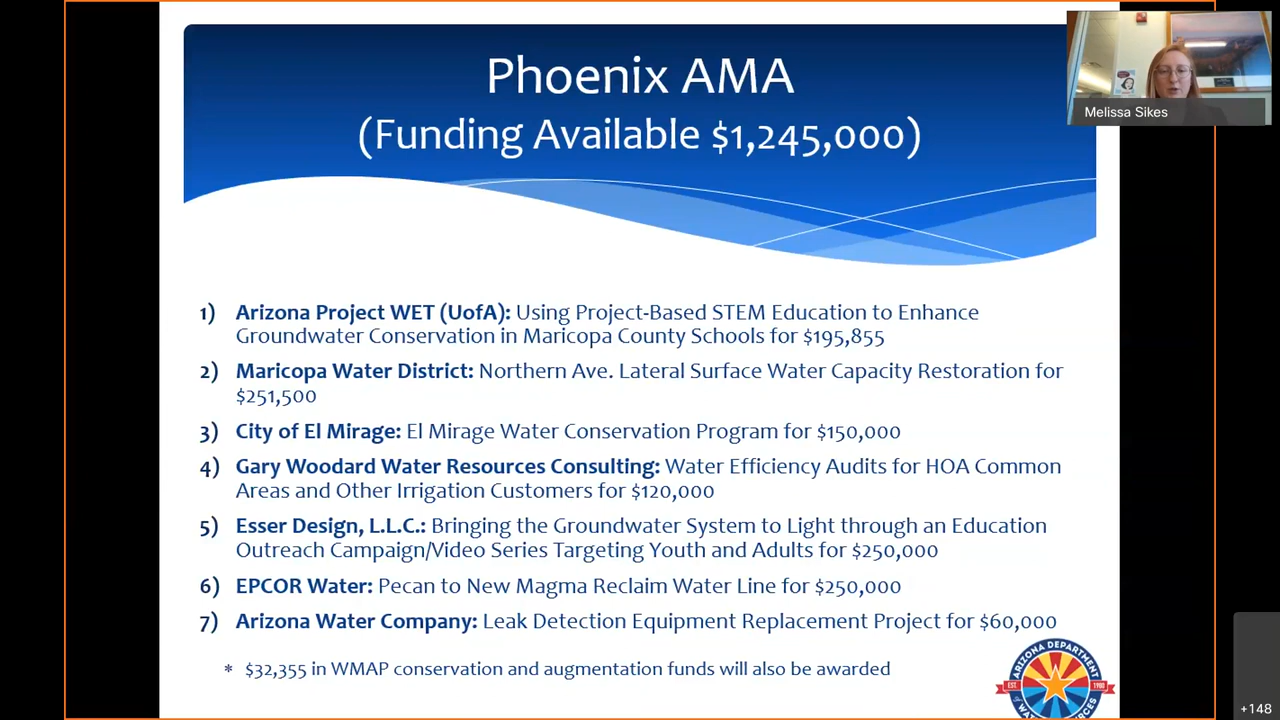 Phoenix AMA
(Funding Available $1,245,000)
Melissa Sikes
1) Arizona Project WET (UofA): Using Project-Based STEM Education to Enhance
Groundwater Conservation in Maricopa County Schools for $195,855
2) Maricopa Water District: Northern Ave. Lateral Surface Water Capacity Restoration for
$251,500
3) City of El Mirage: El Mirage Water Conservation Program for $150,000
4) Gary Woodard Water Resources Consulting: Water Efficiency Audits for HOA Common
Areas and Other Irrigation Customers for $120,000
5) Esser Design, L.L.C.: Bringing the Groundwater System to Light through an Education
Outreach Campaign/Video Series Targeting Youth and Adults for $250,000
6) EPCOR Water: Pecan to New Magma Reclaim Water Line for $250,000
7) Arizona Water Company: Leak Detection Equipment Replacement Project for $60,000
* $32,355 in WMAP conservation and augmentation funds will also be awarded
ARIZONA DEPARTMENT
EST. 1980
+148